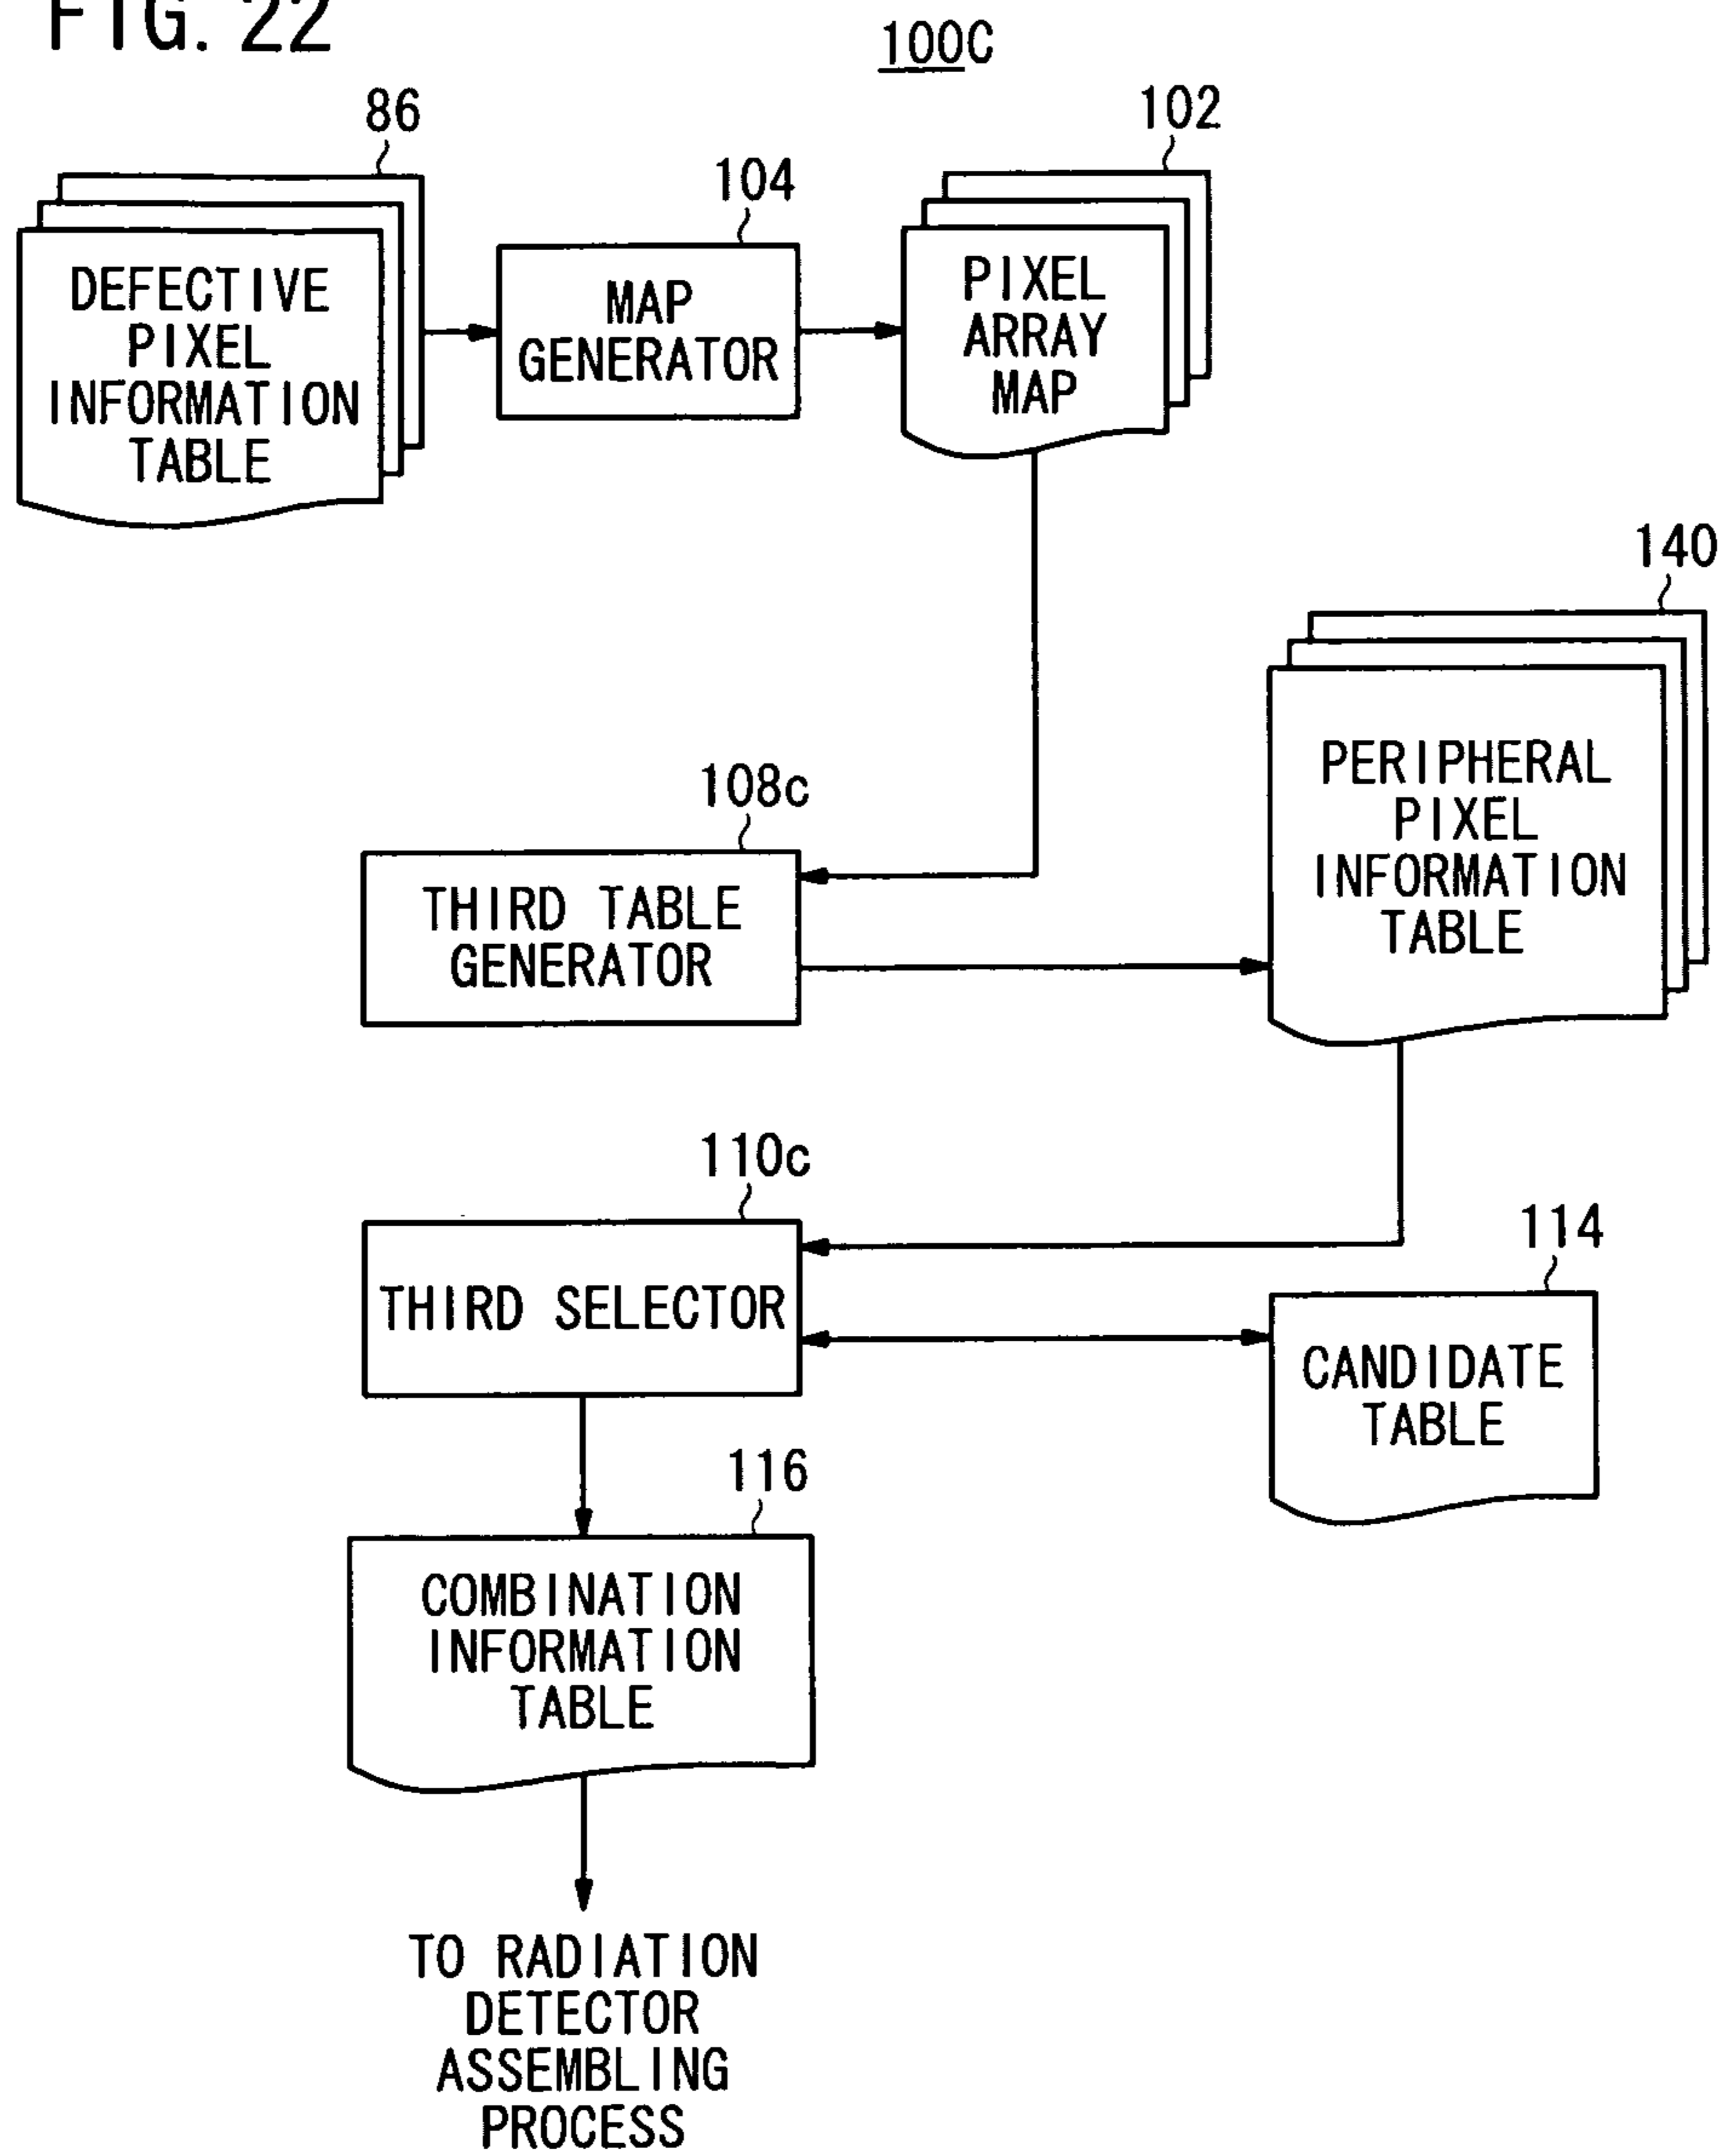 FIG. 22
100C
86
DEFECTIVE
PIXEL
INFORMATION
TABLE
104
MAP
GENERATOR
102
PIXEL
ARRAY
MAP
140
PERIPHERAL
PIXEL
INFORMATION
TABLE
108c
THIRD TABLE
GENERATOR
110c
THIRD SELECTOR
114
CANDIDATE
TABLE
116
COMBINATION
INFORMATION
TABLE
TO RADIATION
DETECTOR
ASSEMBLING
PROCESS